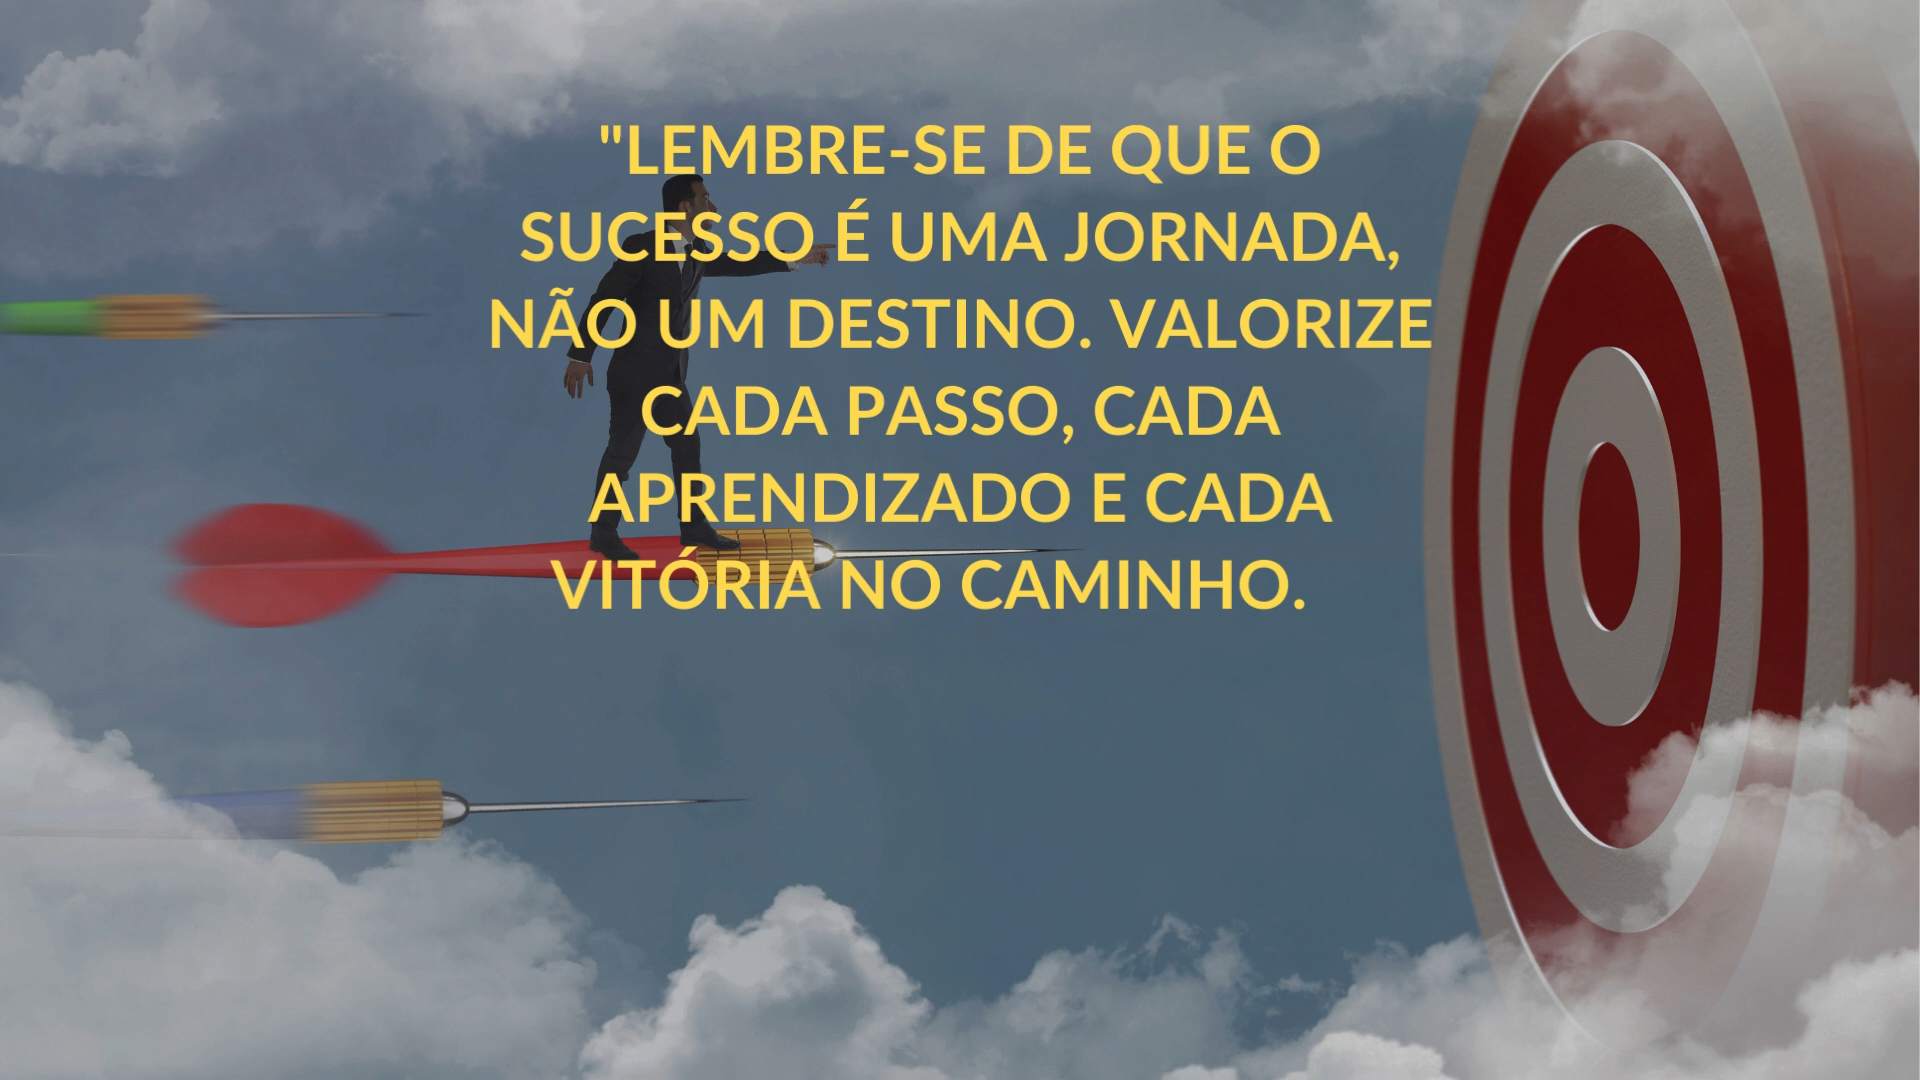 "LEMBRE-SE DE QUE O
SUCESSO É UMA JORNADA,
NÃO UM DESTINO. VALORIZE
CADA PASSO, CADA
APRENDIZADO E CADA
VITÓRIA NO CAMINHO.